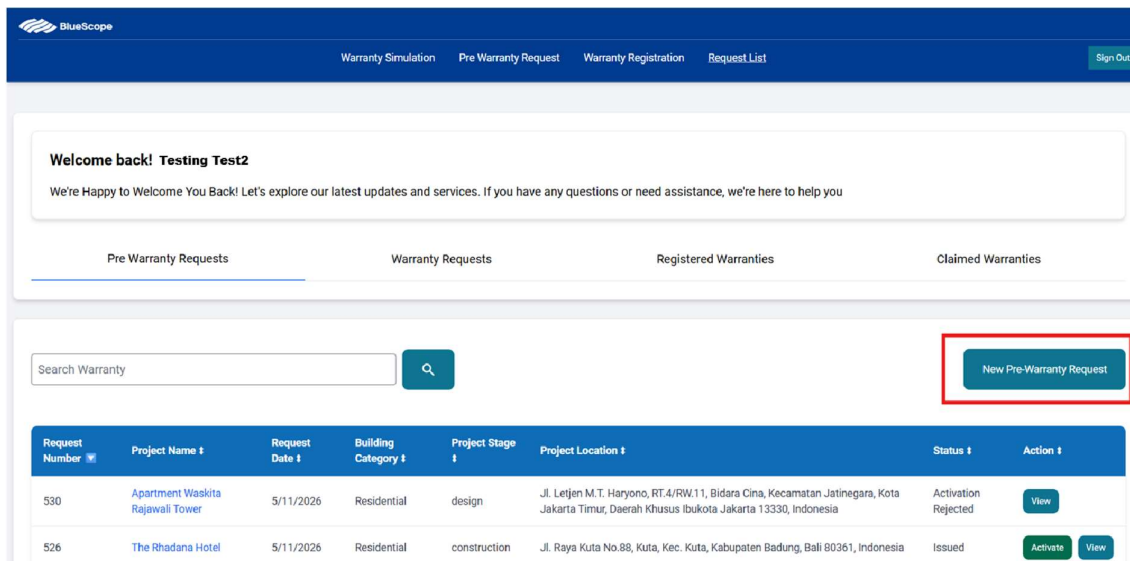 BlueScope
Warranty Simulation Pre Warranty Request Warranty Registration Request List Sign Out
Welcome back! Testing Test2
We're Happy to Welcome You Back! Let's explore our latest updates and services. If you have any questions or need assistance, we're here to help you
Pre Warranty Requests Warranty Requests Registered Warranties Claimed Warranties
Search Warranty New Pre-Warranty Request
Request Number Project Name Request Date Building Category Project Stage Project Location Status Action
530 Apartment Waskita Rajawali Tower 5/11/2026 Residential design Jl. Letjen M.T. Haryono, RT.4/RW.11, Bidara Cina, Kecamatan Jatinegara, Kota Jakarta Timur, Daerah Khusus Ibukota Jakarta 13330, Indonesia Activation Rejected View
526 The Rhadana Hotel 5/11/2026 Residential construction Jl. Raya Kuta No.88, Kuta, Kec. Kuta, Kabupaten Badung, Bali 80361, Indonesia Issued Activate View